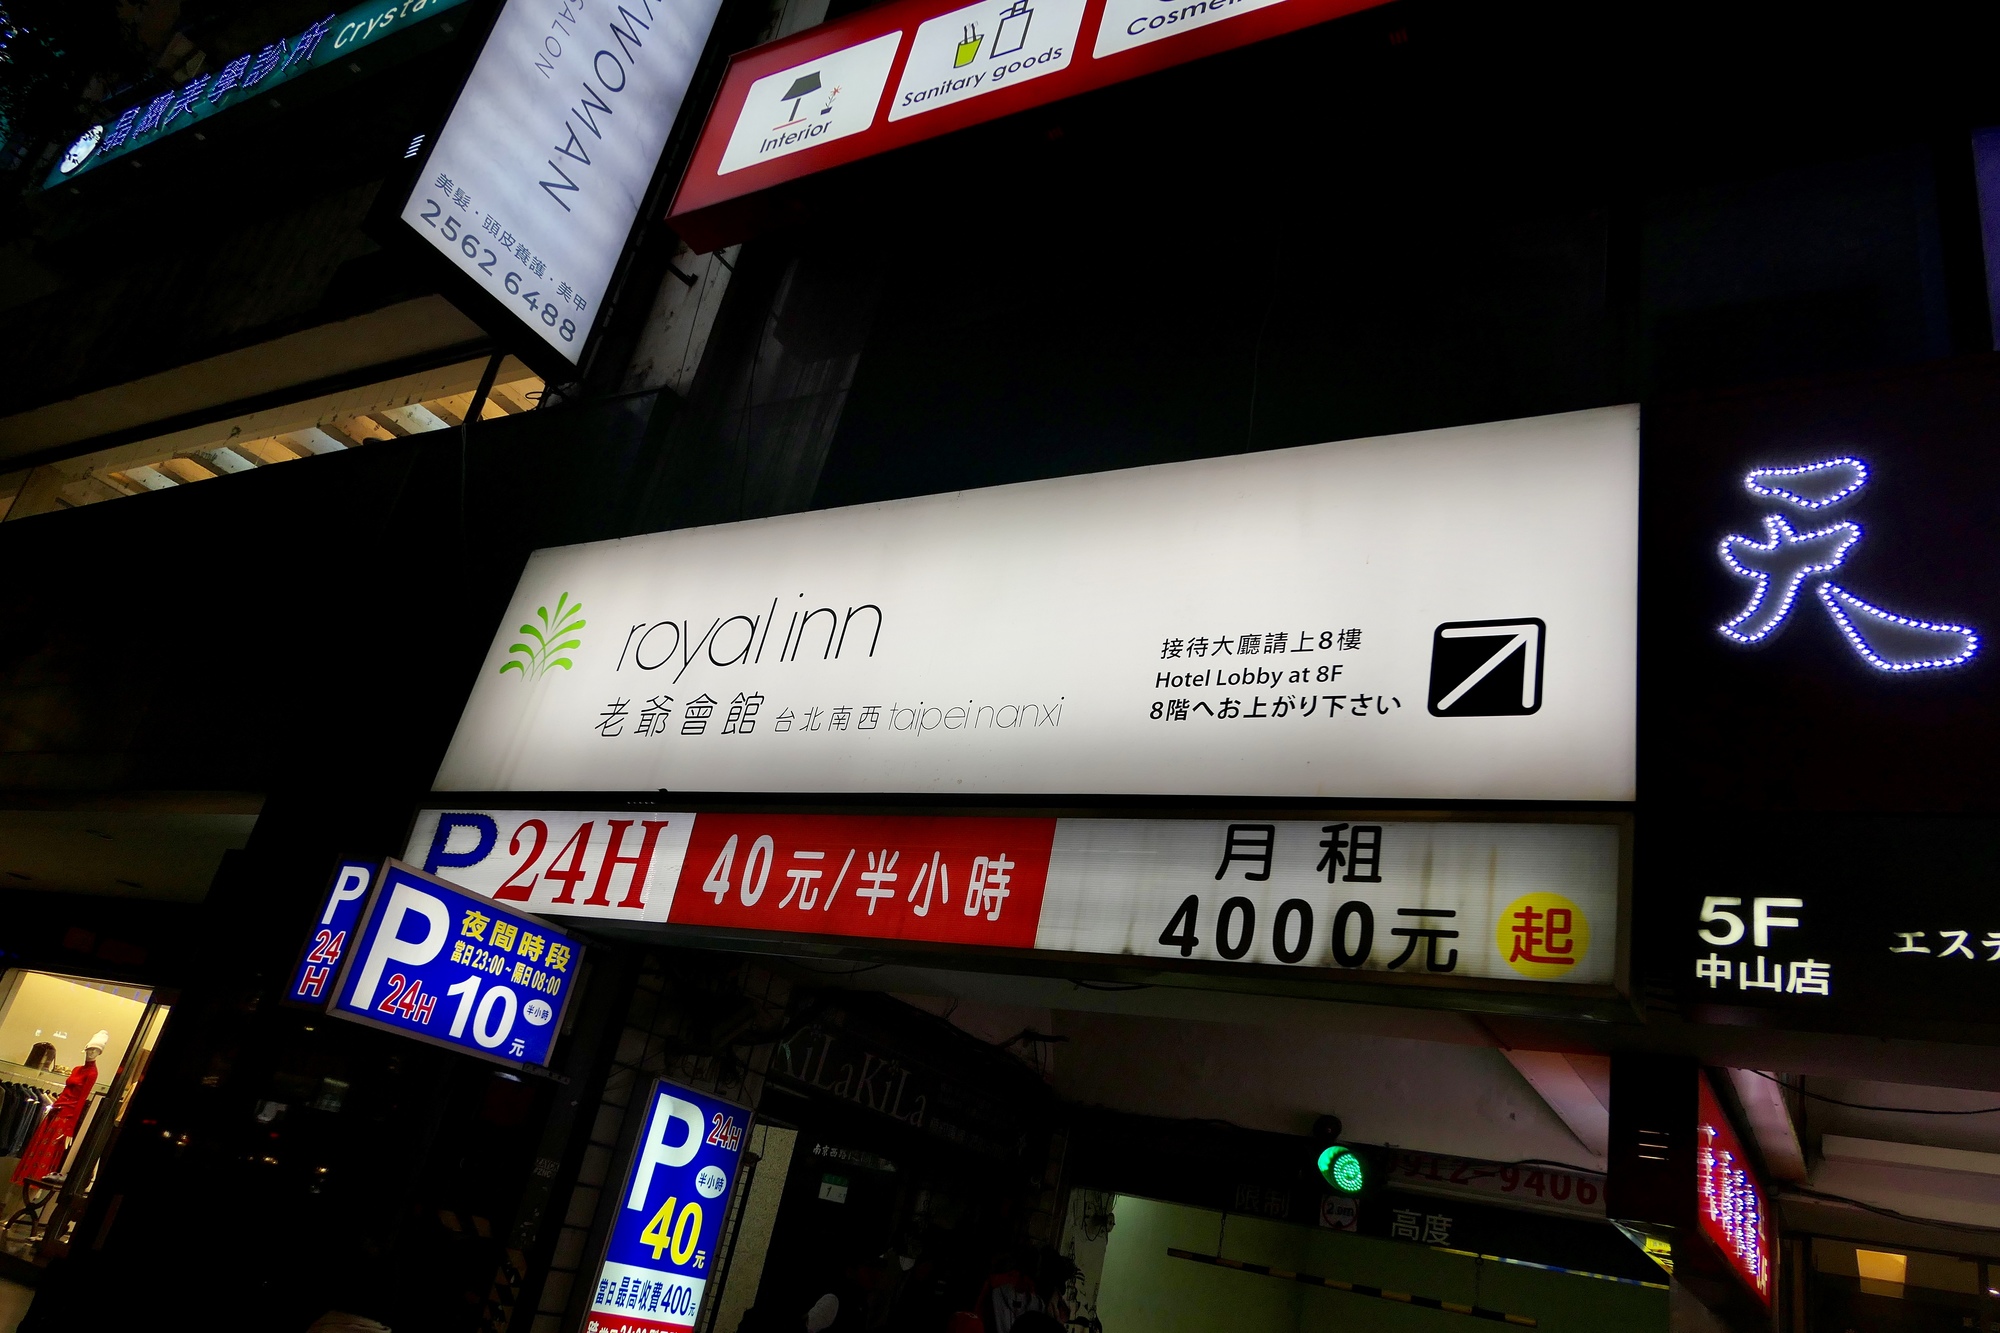 晶顏美學診所 Crysta
WOMAN
SALON
美髮・頭皮養護・美甲
2562 6488
Interior
Sanitary goods
Cosme
royal inn
老爺會館 台北南西 taipei nanxi
接待大廳請上8樓
Hotel Lobby at 8F
8階へお上がり下さい
天
5F
中山店
エステ
P 24H 40元/半小時
月租
4000元起
P
24
H
P
24H
夜間時段
當日23:00~隔日08:00
10元
半小時
KiLaKiLa
P
24H
半小時
40元
當日最高收費400元
912-9406
限制
高度